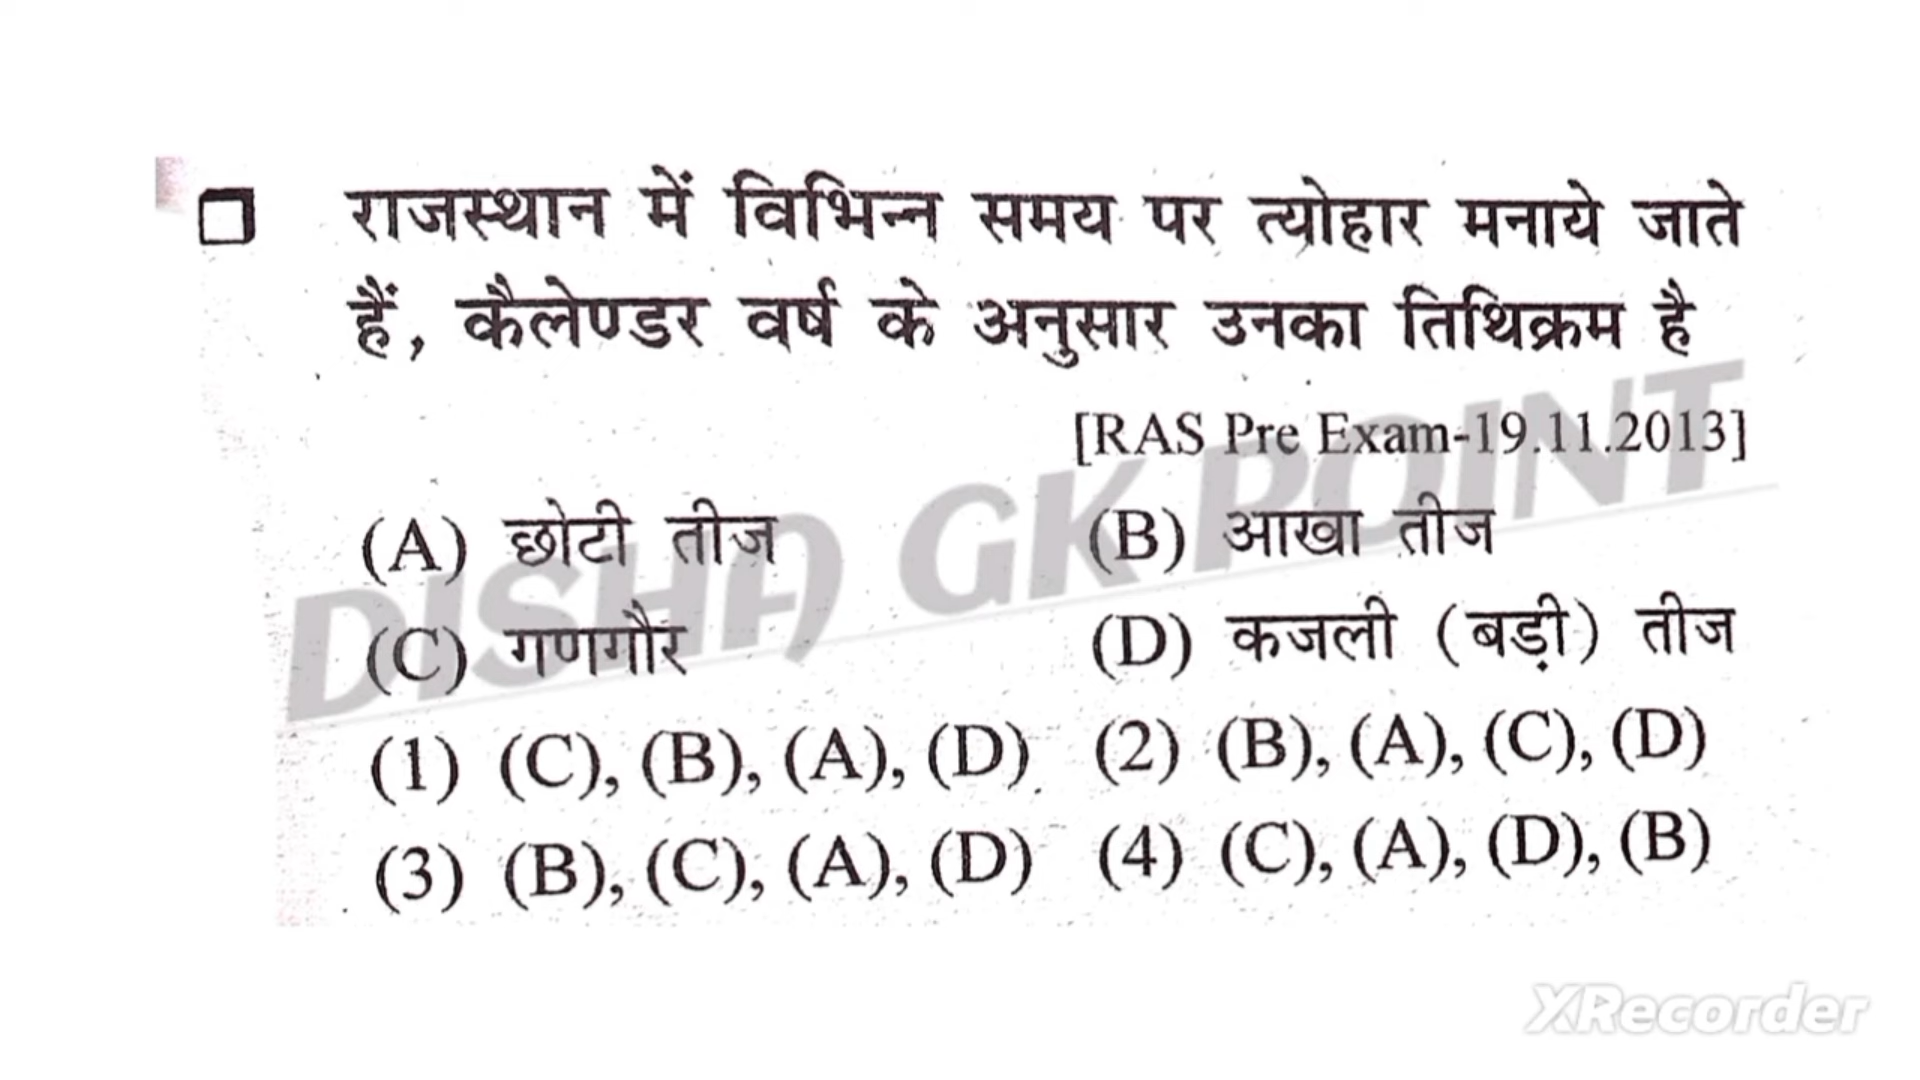 राजस्थान में विभिन्न समय पर त्योहार मनाये जाते
हैं, कैलेण्डर वर्ष के अनुसार उनका तिथिक्रम है
[RAS Pre Exam-19.11.2013]
(A) छोटी तीज (B) आखा तीज
(C) गणगौर (D) कजली (बड़ी) तीज
(1) (C), (B), (A), (D) (2) (B), (A), (C), (D)
(3) (B), (C), (A), (D) (4) (C), (A), (D), (B)
DISHA GK POINT
XRecorder